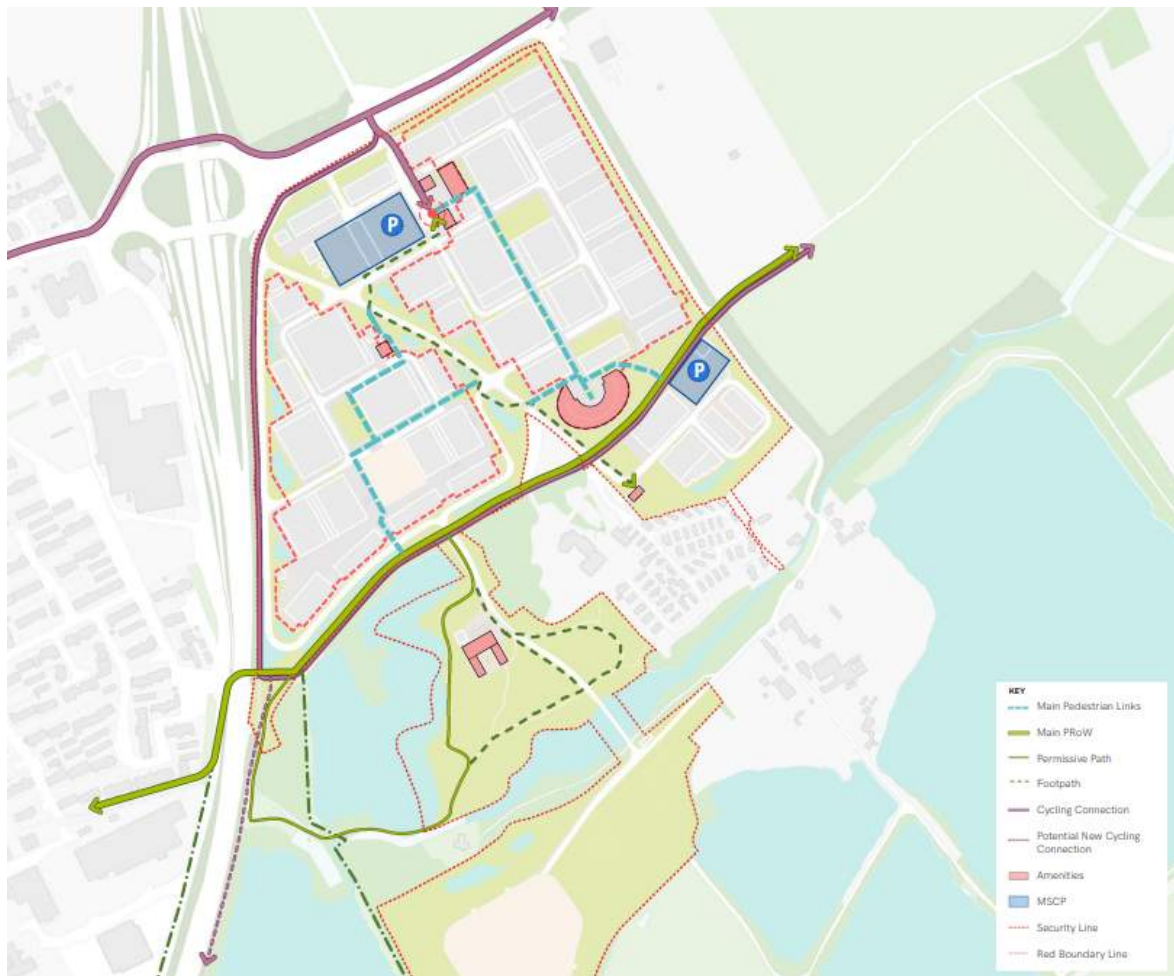 P
P
KEY
Main Pedestrian Links
Main PRoW
Permissive Path
Footpath
Cycling Connection
Potential New Cycling
Connection
Amenities
MSCP
Security Line
Red Boundary Line